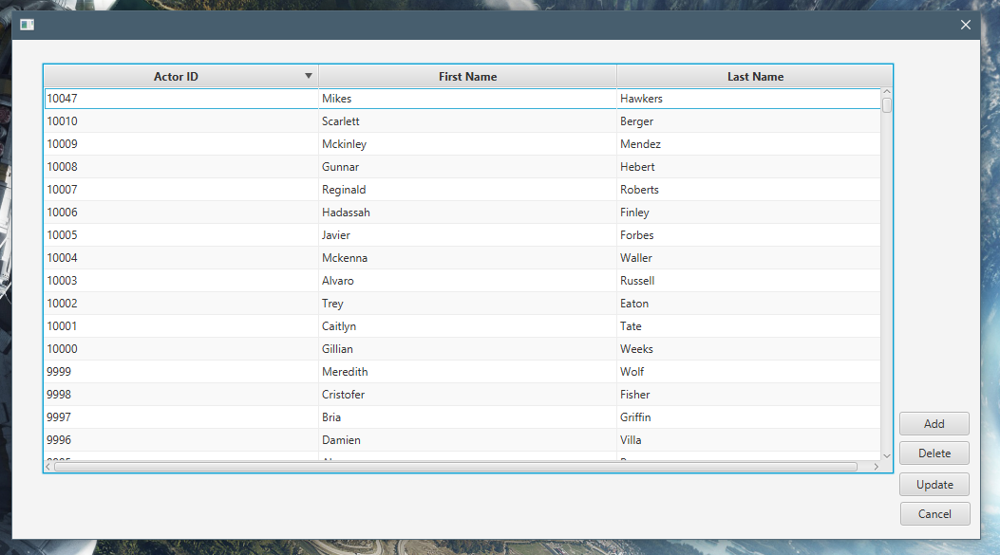 Actor ID First Name Last Name
10047 Mikes Hawkers
10010 Scarlett Berger
10009 Mckinley Mendez
10008 Gunnar Hebert
10007 Reginald Roberts
10006 Hadassah Finley
10005 Javier Forbes
10004 Mckenna Waller
10003 Alvaro Russell
10002 Trey Eaton
10001 Caitlyn Tate
10000 Gillian Weeks
9999 Meredith Wolf
9998 Cristofer Fisher
9997 Bria Griffin
9996 Damien Villa
Add
Delete
Update
Cancel